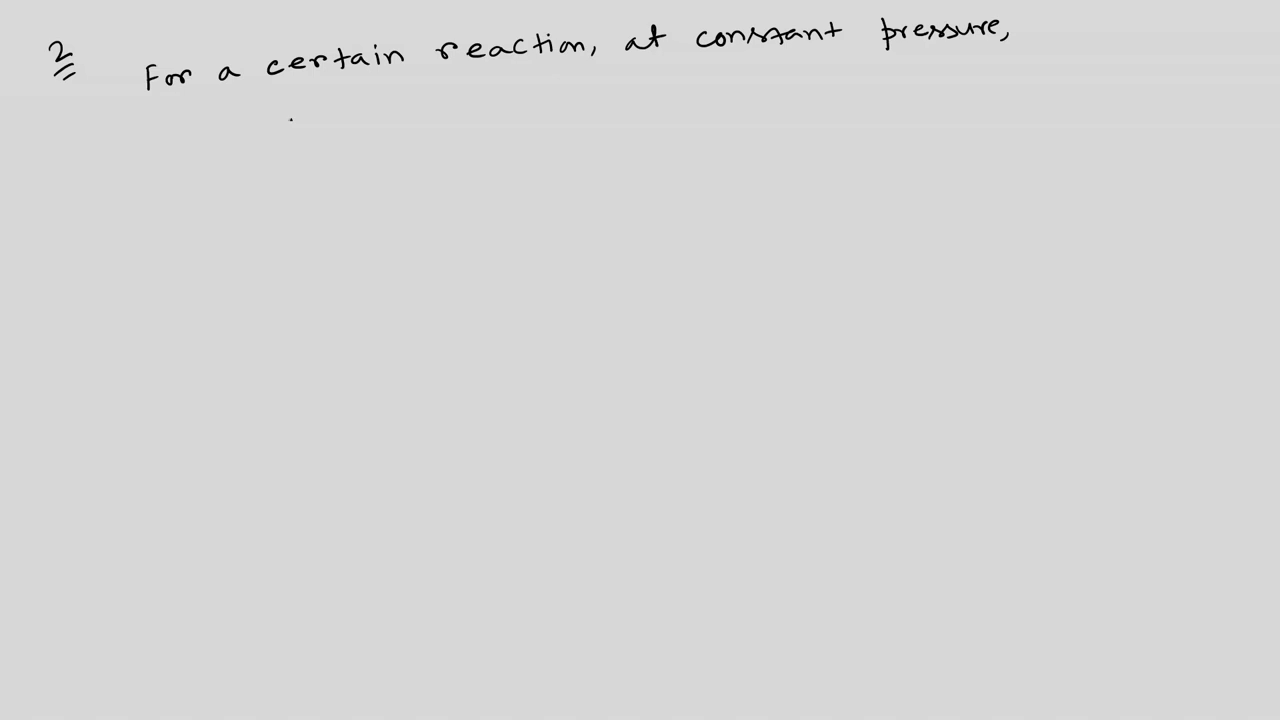 2 For a certain reaction, at constant pressure,